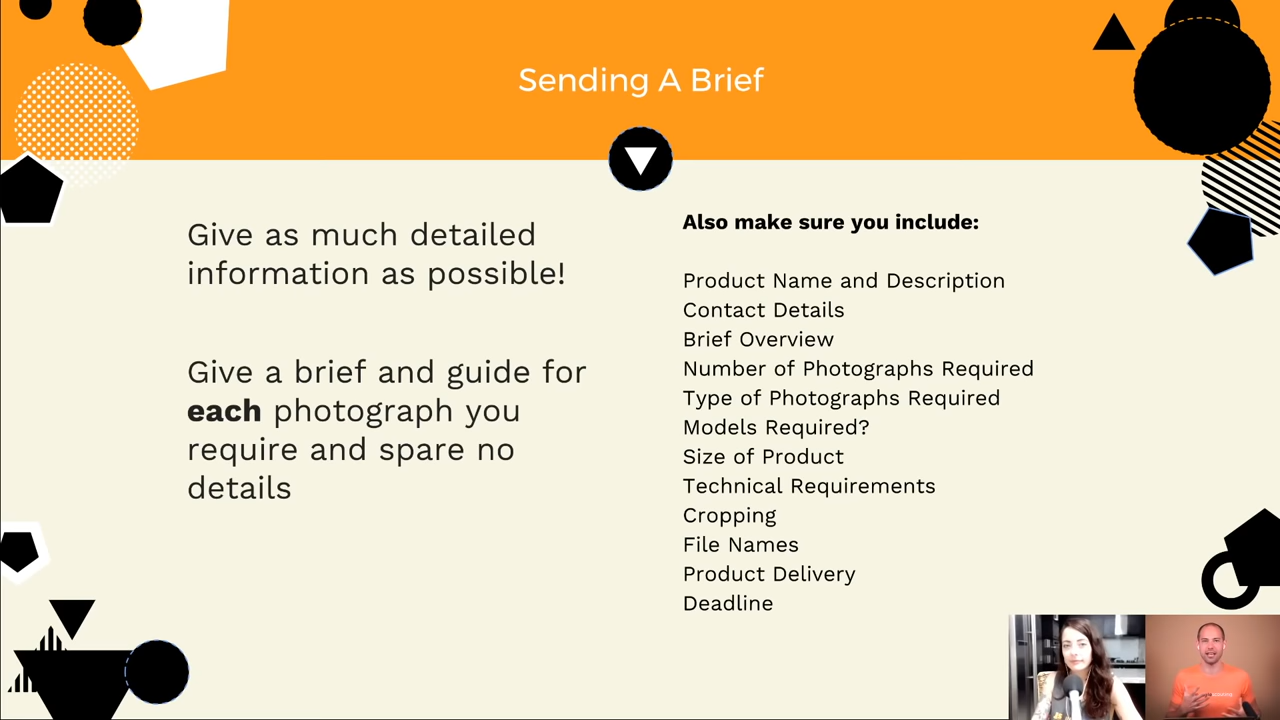 Sending A Brief
Give as much detailed
information as possible!
Give a brief and guide for
each photograph you
require and spare no
details
Also make sure you include:
Product Name and Description
Contact Details
Brief Overview
Number of Photographs Required
Type of Photographs Required
Models Required?
Size of Product
Technical Requirements
Cropping
File Names
Product Delivery
Deadline